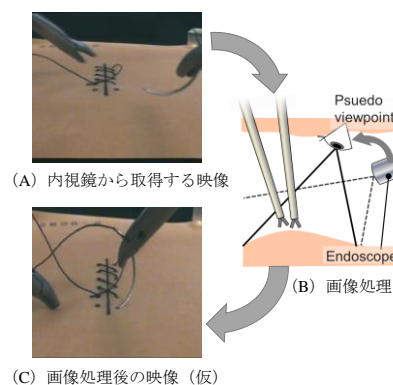 (A)内視鏡から取得する映像
Psuedo
viewpoint
Endoscope
(B)画像処理
(C)画像処理後の映像(仮)